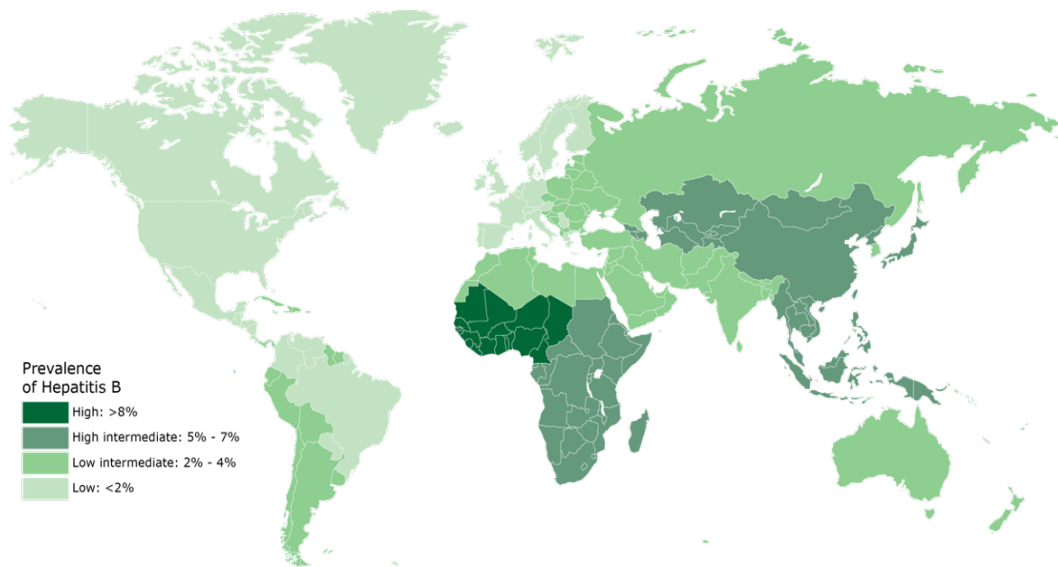 Prevalence
of Hepatitis B
High: >8%
High intermediate: 5% - 7%
Low intermediate: 2% - 4%
Low: <2%